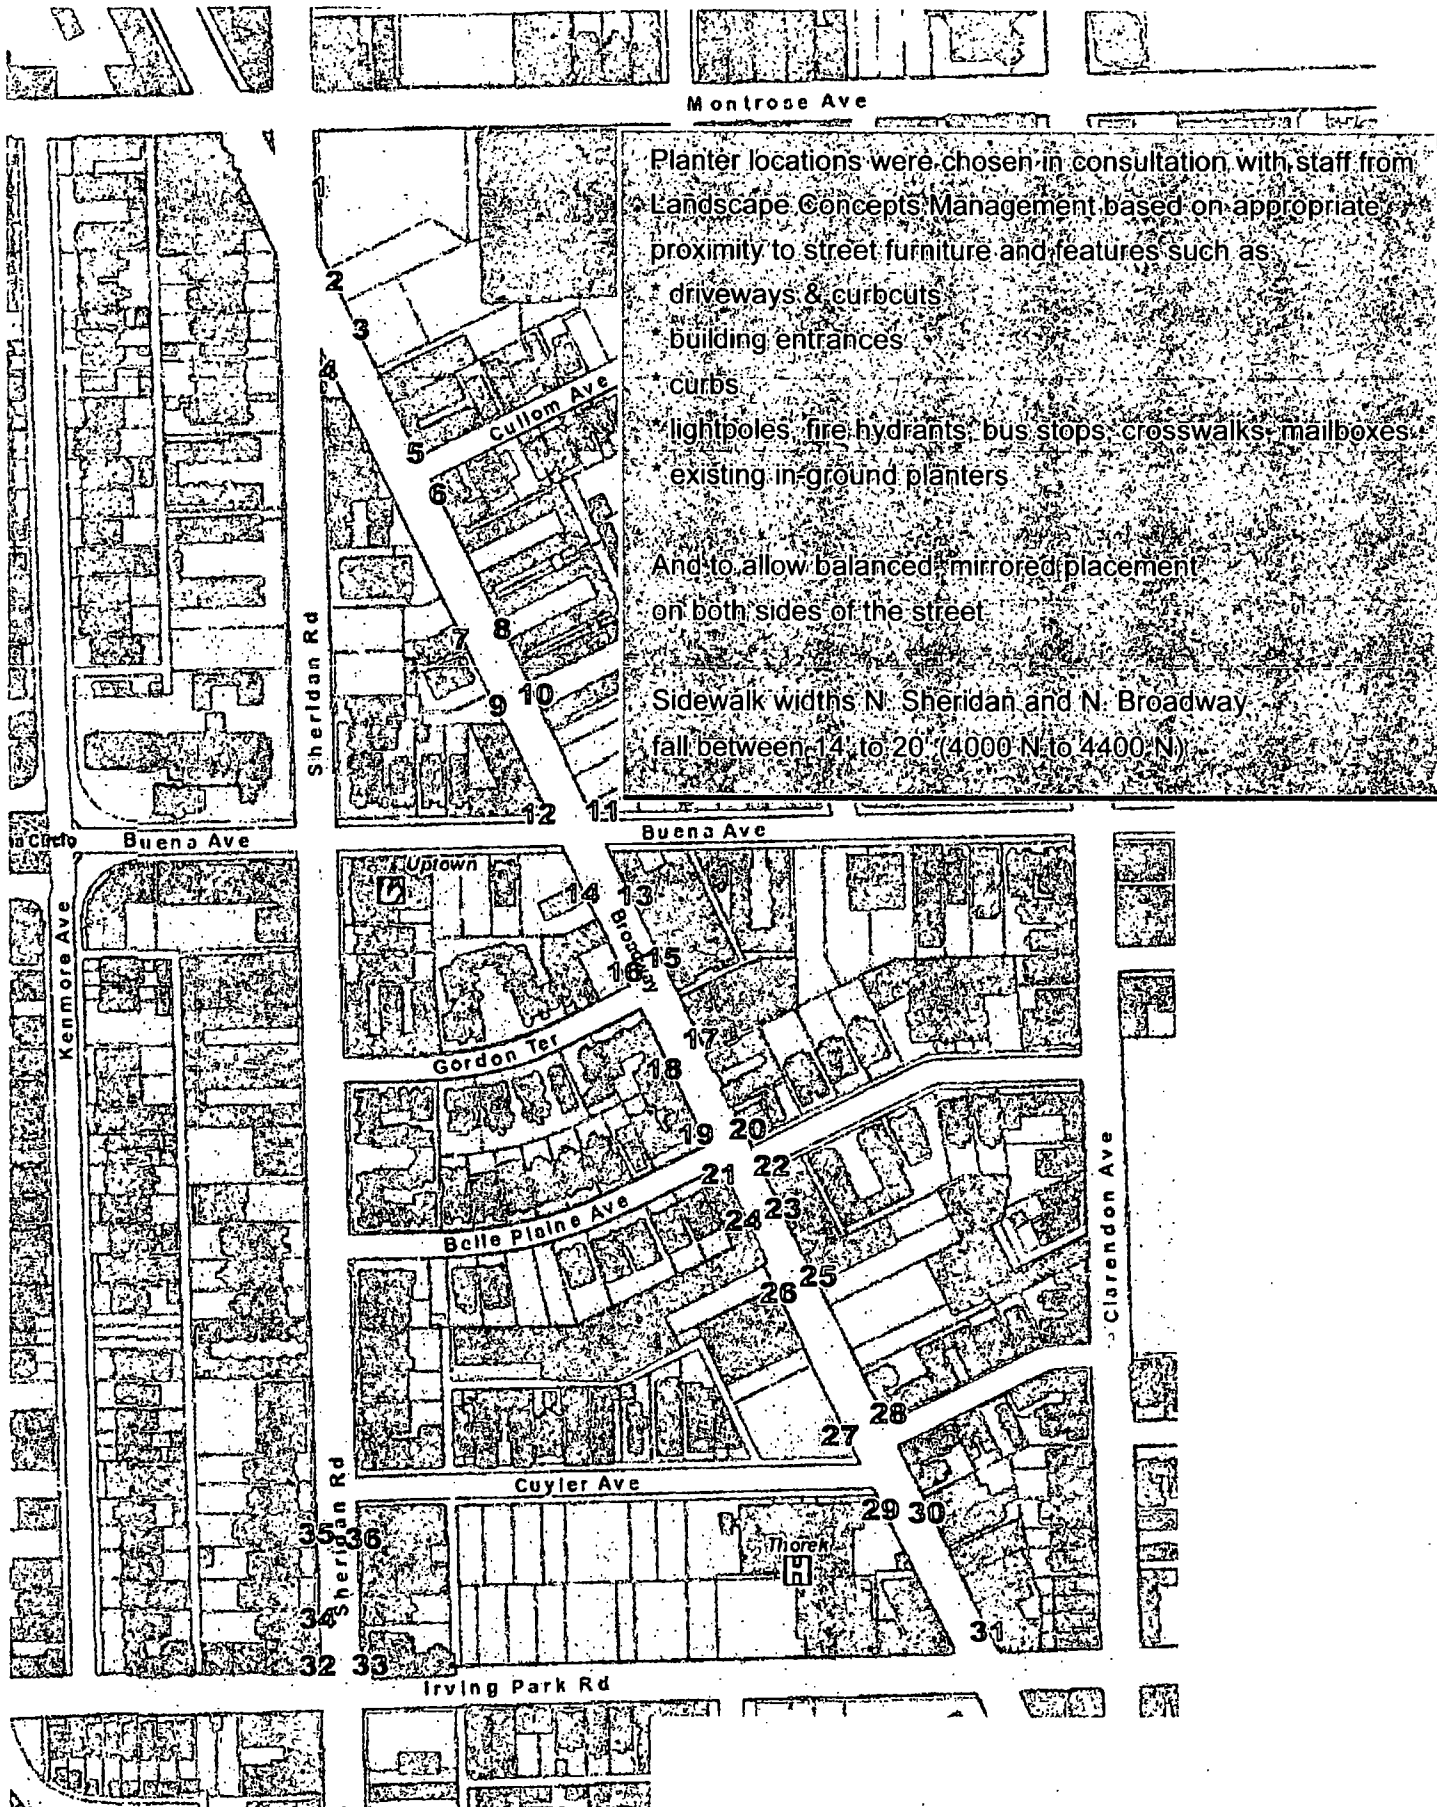 Montrose Ave
Planter locations were chosen in consultation with staff from
Landscape Concepts Management based on appropriate
proximity to street furniture and features such as
* driveways & curbcuts
* building entrances
* curbs
* lightpoles, fire hydrants, bus stops, crosswalks, mailboxes
* existing in-ground planters
And to allow balanced, mirrored placement
on both sides of the street
Sidewalk widths N. Sheridan and N. Broadway
fall between 14' to 20' (4000 N to 4400 N)
1
2
3
4
Cullom Ave
5
6
Sheridan Rd
7
8
9
10
12
11
Buena Ave
Buena Ave
Circle
Uptown
14
13
Broadway
15
16
Kenmore Ave
17
Gordon Ter
18
19
20
21
22
Belle Plaine Ave
23
24
Clarendon Ave
25
26
28
27
Cuyler Ave
Sheridan Rd
29
30
35
36
Thorek
H
34
31
32
33
Irving Park Rd